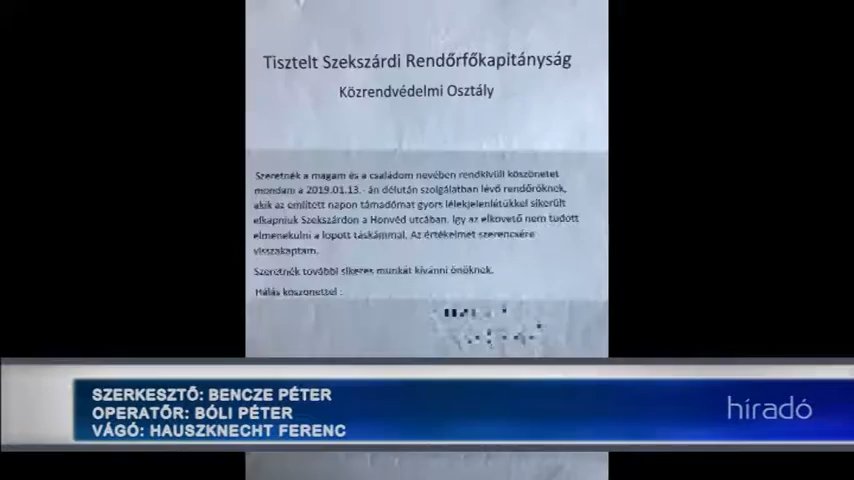 Tisztelt Szekszárdi Rendőrfőkapitányság
Közrendvédelmi Osztály
Szeretnék a magam és a családom nevében rendkívüli köszönetet
mondani a 2019.01.13.- án délután szolgálatban lévő rendőröknek,
akik az említett napon támadómat gyors lélekjelenlétükkel sikerült
elkapniuk Szekszárdon a Honvéd utcában. Így az elkövető nem tudott
elmenekülni a lopott táskámmal. Az értékeimet szerencsére
visszakaptam.
Szeretnék további sikeres munkát kívánni önöknek.
Hálás köszönettel :
SZERKESZTŐ: BENCZE PÉTER
OPERATŐR: BÓLI PÉTER
VÁGÓ: HAUSZKNECHT FERENC
híradó